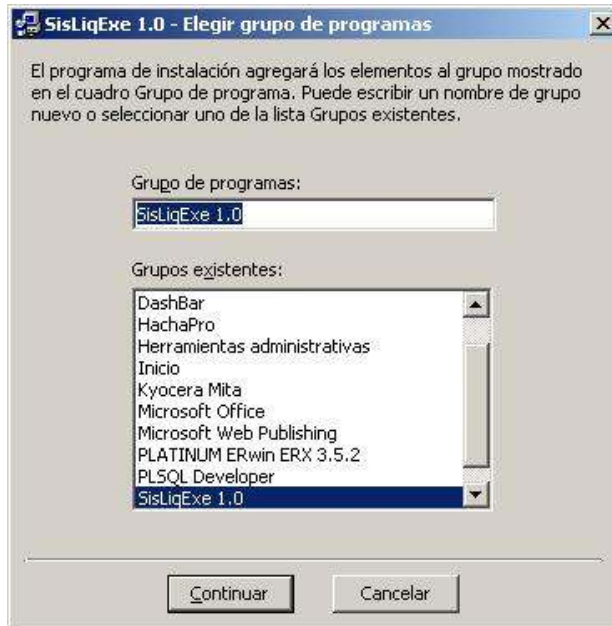 SisLiqExe 1.0 - Elegir grupo de programas
El programa de instalación agregará los elementos al grupo mostrado
en el cuadro Grupo de programa. Puede escribir un nombre de grupo
nuevo o seleccionar uno de la lista Grupos existentes.
Grupo de programas:
SisLiqExe 1.0
Grupos existentes:
DashBar
HachaPro
Herramientas administrativas
Inicio
Kyocera Mita
Microsoft Office
Microsoft Web Publishing
PLATINUM ERwin ERX 3.5.2
PLSQL Developer
SisLiqExe 1.0
Continuar
Cancelar